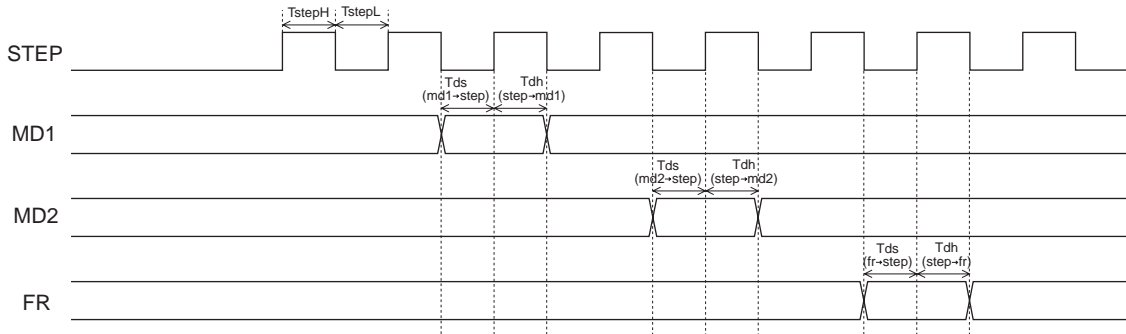 TstepH TstepL
STEP
Tds Tdh
(md1→step) (step→md1)
MD1
Tds Tdh
(md2→step) (step→md2)
MD2
Tds Tdh
(fr→step) (step→fr)
FR